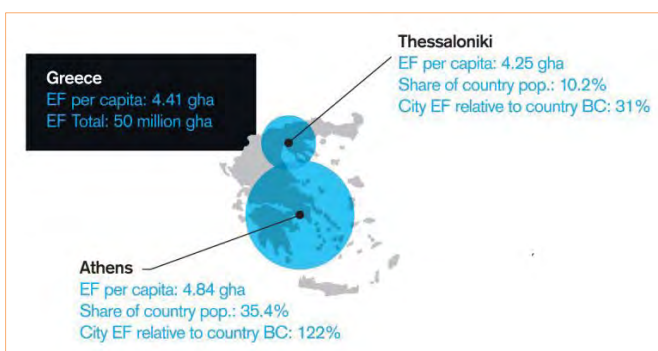 Thessaloniki
EF per capita: 4.25 gha
Share of country pop.: 10.2%
City EF relative to country BC: 31%
Greece
EF per capita: 4.41 gha
EF Total: 50 million gha
Athens
EF per capita: 4.84 gha
Share of country pop.: 35.4%
City EF relative to country BC: 122%